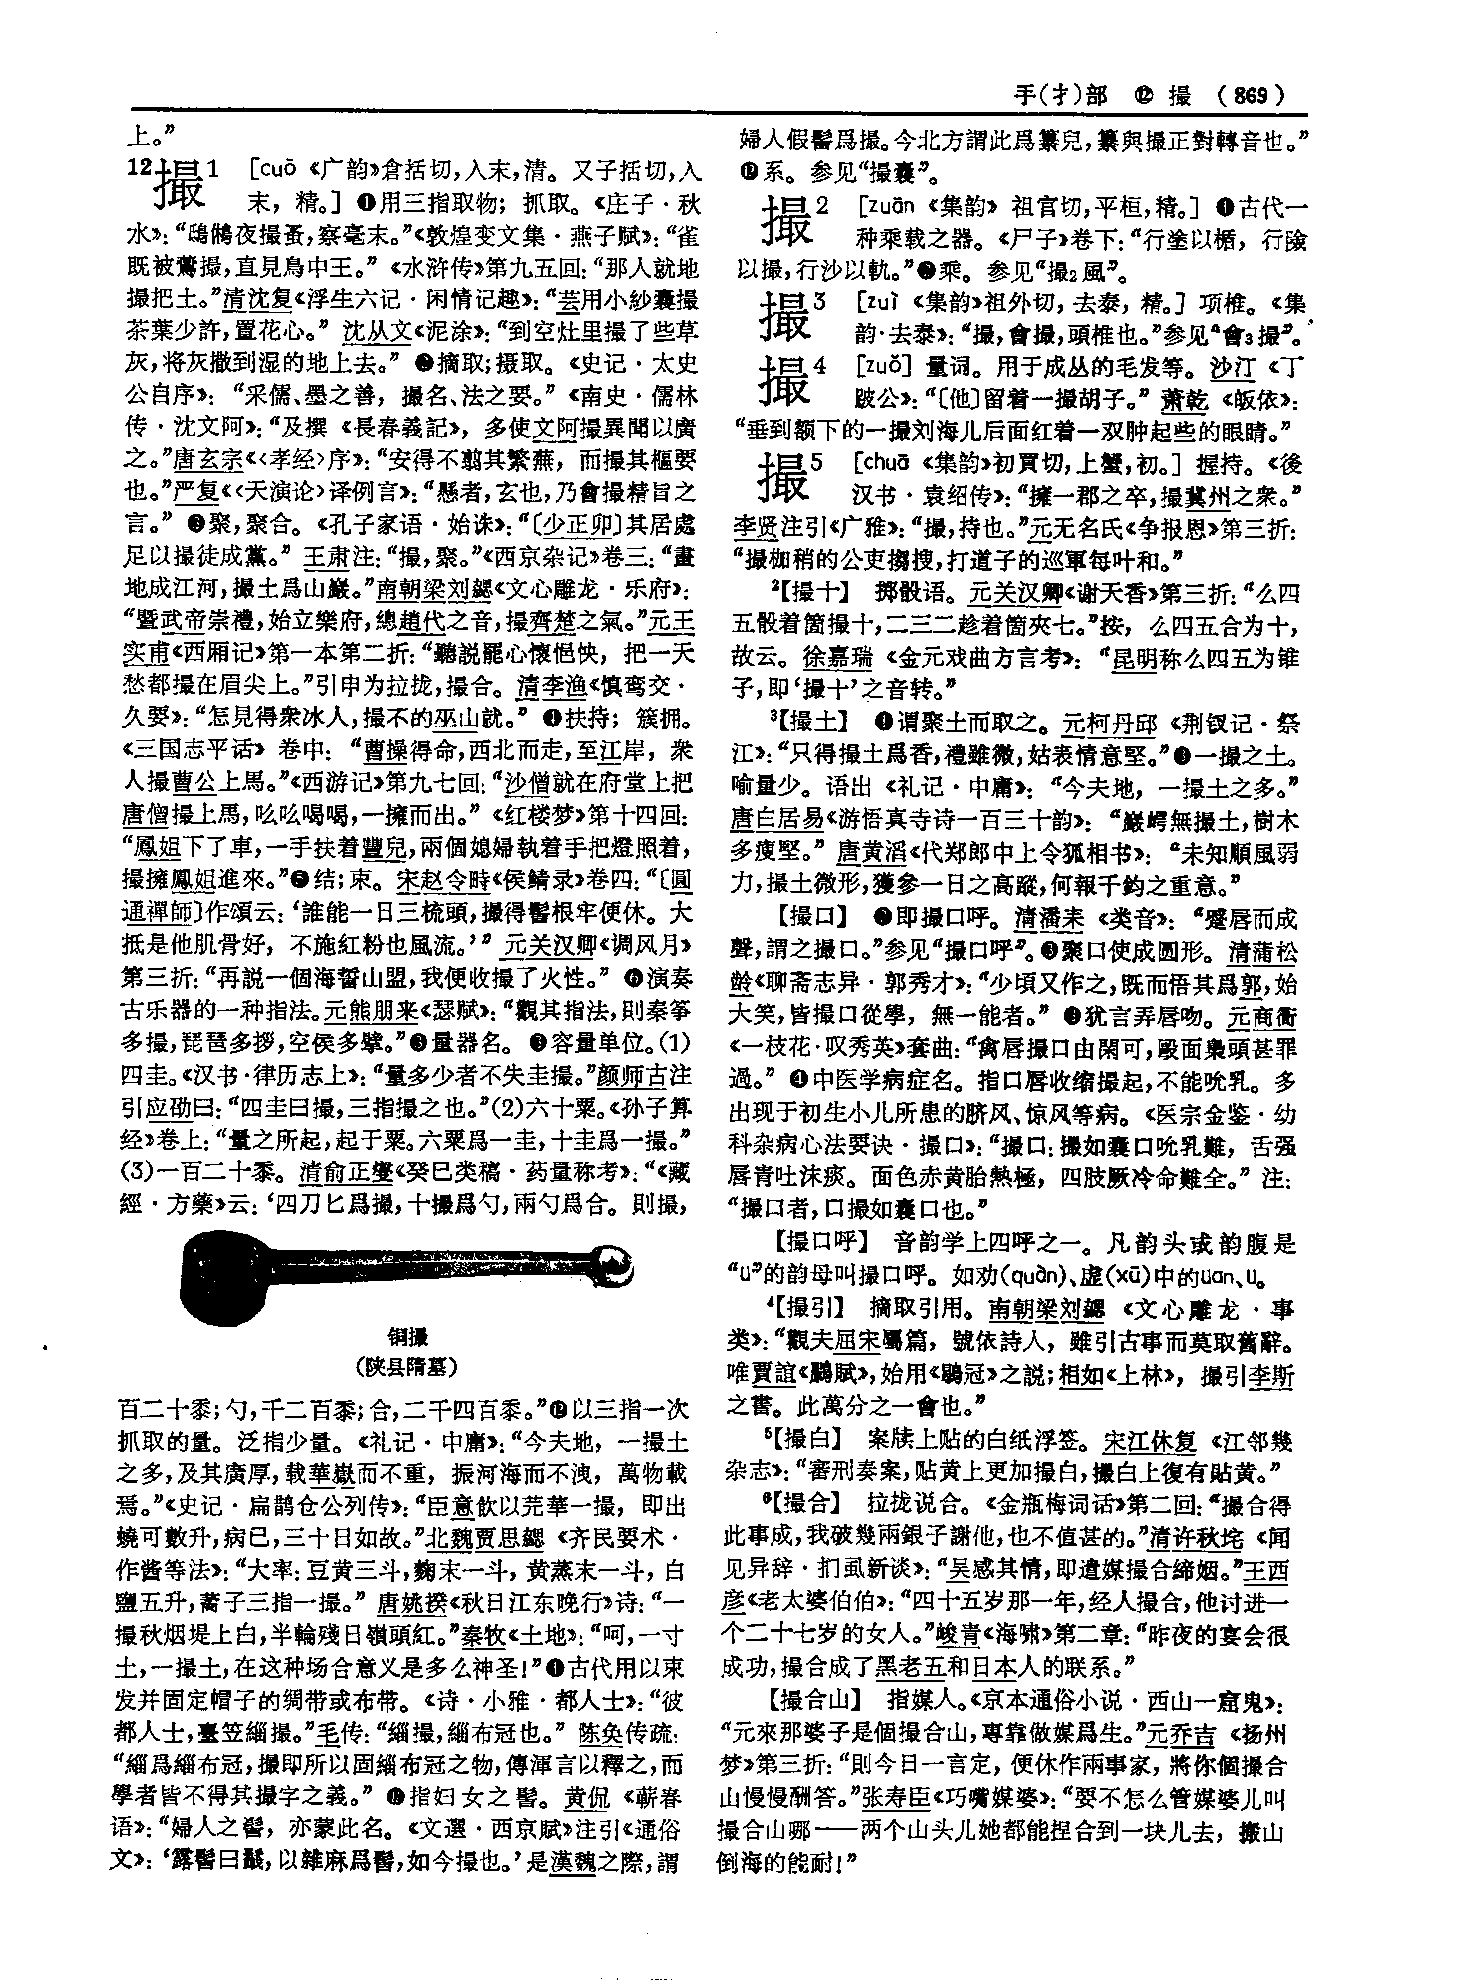 手(扌)部 ⑫ 撮 (869)
上。”
12撮1 [cuō《广韵》倉括切,入末,清。又子括切,入
末,精。] ❶用三指取物；抓取。《庄子·秋
水》:“鴟鵂夜撮蚤,察毫末。”《敦煌变文集·燕子赋》:“雀
既被鷩撮,直見鳥中王。”《水浒传》第九五回:“那人就地
撮把土。”清沈复《浮生六记·闲情记趣》:“芸用小紗囊撮
茶葉少許,置花心。” 沈从文《泥涂》:“到空灶里撮了些草
灰,将灰撒到湿的地上去。” ❷摘取;摄取。《史记·太史
公自序》: “采儒、墨之善，撮名、法之要。”《南史·儒林
传·沈文阿》:“及撰《長春義記》，多使文阿撮異聞以廣
之。”唐玄宗《〈孝经〉序》:“安得不翦其繁蕪，而撮其樞要
也。”严复《〈天演论〉译例言》:“懸者,玄也,乃會撮精旨之
言。” ❸聚,聚合。《孔子家语·始诛》:“〔少正卯〕其居處
足以撮徒成黨。” 王肃注:“撮,聚。”《西京杂记》卷三:“畫
地成江河,撮土爲山巖。”南朝梁刘勰《文心雕龙·乐府》:
“暨武帝崇禮,始立樂府,總趙代之音,撮齊楚之氣。”元王
实甫《西厢记》第一本第二折:“聽説罷心懷悒怏，把一天
愁都撮在眉尖上。”引申为拉拢,撮合。清李渔《慎鸾交·
久要》:“怎見得衆冰人,撮不的巫山就。” ❹扶持；簇拥。
《三国志平话》卷中: “曹操得命,西北而走,至江岸，衆
人撮曹公上馬。”《西游记》第九七回:“沙僧就在府堂上把
唐僧撮上馬,吆吆喝喝,一擁而出。”《红楼梦》第十四回:
“鳳姐下了車,一手扶着豐兒,兩個媳婦執着手把燈照着,
撮擁鳳姐進來。”❺结;束。宋赵令畤《侯鲭录》卷四:“〔圓
通禪師〕作頌云:‘誰能一日三梳頭,撮得髻根牢便休。大
抵是他肌骨好，不施紅粉也風流。’” 元关汉卿《调风月》
第三折:“再説一個海誓山盟,我便收撮了火性。” ❻演奏
古乐器的一种指法。元熊朋来《瑟赋》:“觀其指法,則秦筝
多撮,琵琶多拶,空侯多擘。”❼量器名。 ❽容量单位。(1)
四圭。《汉书·律历志上》:“量多少者不失圭撮。”颜师古注
引应劭曰:“四圭曰撮,三指撮之也。”(2)六十粟。《孙子算
经》卷上:“量之所起,起于粟。六粟爲一圭,十圭爲一撮。”
(3)一百二十黍。清俞正燮《癸巳类稿·药量称考》:“《藏
經·方藥》云:‘四刀匕爲撮,十撮爲勺,兩勺爲合。則撮,
铜撮
(陕县隋墓)
百二十黍;勺,千二百黍;合,二千四百黍。”❾以三指一次
抓取的量。泛指少量。《礼记·中庸》:“今夫地，一撮土
之多,及其廣厚,载華嶽而不重，振河海而不洩，萬物載
焉。”《史记·扁鹊仓公列传》:“臣意飲以芫華一撮，即出
蟯可數升,病已,三十日如故。”北魏贾思勰《齐民要术·
作酱等法》:“大率:豆黄三斗,麴末一斗,黄蒸末一斗，白
鹽五升,蓆子三指一撮。” 唐姚揆《秋日江东晚行》诗:“一
撮秋烟堤上白,半輪殘日嶺頭紅。”秦牧《土地》:“呵,一寸
土,一撮土,在这种场合意义是多么神圣!”❿古代用以束
发并固定帽子的绸带或布带。《诗·小雅·都人士》:“彼
都人士,臺笠緇撮。”毛传:“緇撮,緇布冠也。” 陈奂传疏:
“緇爲緇布冠,撮即所以固緇布冠之物,傳渾言以釋之,而
學者皆不得其撮字之義。” ⓫指妇女之髻。黄侃《蕲春
语》:“婦人之髻，亦蒙此名。《文選·西京賦》注引《通俗
文》:‘露髻曰鬠,以雜麻爲髻,如今撮也。’是漢魏之際,謂
婦人假髻爲撮。今北方謂此爲纂兒,纂與撮正對轉音也。”
⓬系。参见“撮囊”。
撮2 [zuān《集韵》祖官切,平桓,精。] ❶古代一
种乘载之器。《尸子》卷下:“行塗以楯，行險
以撮,行沙以軌。”❷乘。参见“撮2風”。
撮3 [zuì《集韵》祖外切,去泰，精。] 项椎。《集
韵·去泰》:“撮,會撮,頭椎也。”参见“會3撮”。
撮4 [zuǒ] 量词。用于成丛的毛发等。沙汀《丁
跛公》:“〔他〕留着一撮胡子。” 萧乾《皈依》:
“垂到额下的一撮刘海儿后面红着一双肿起些的眼睛。”
撮5 [chuǎ《集韵》初買切,上蟹,初。] 握持。《後
汉书·袁绍传》:“擁一郡之卒,撮冀州之衆。”
李贤注引《广雅》:“撮,持也。”元无名氏《争报恩》第三折:
“撮枷稍的公吏搊搜,打道子的巡軍每叶和。”
2【撮十】 掷骰语。元关汉卿《谢天香》第三折:“么四
五骰着箇撮十,二三二趁着箇夾七。”按，么四五合为十,
故云。徐嘉瑞《金元戏曲方言考》: “昆明称么四五为锥
子,即‘撮十’之音转。”
3【撮土】 ❶谓聚土而取之。元柯丹邱《荆钗记·祭
江》:“只得撮土爲香,禮雖微,姑表情意堅。”❷一撮之土。
喻量少。语出《礼记·中庸》: “今夫地，一撮土之多。”
唐白居易《游悟真寺诗一百三十韵》: “巖崿無撮土,樹木
多瘦堅。” 唐黄滔《代郑郎中上令狐相书》: “未知順風弱
力,撮土微形,獲參一日之高蹤,何報千鈞之重意。”
【撮口】 ❶即撮口呼。清潘耒《类音》: “蹙唇而成
聲,謂之撮口。”参见“撮口呼”。❷聚口使成圆形。清蒲松
龄《聊斋志异·郭秀才》:“少頃又作之,既而悟其爲郭,始
大笑,皆撮口從學，無一能者。” ❸犹言弄唇吻。元商衟
《一枝花·叹秀英》套曲:“禽唇撮口由閑可,殿面梟頭甚罪
過。” ❹中医学病症名。指口唇收缩撮起,不能吮乳。多
出现于初生小儿所患的脐风、惊风等病。《医宗金鉴·幼
科杂病心法要诀·撮口》:“撮口:撮如囊口吮乳難，舌强
唇青吐沫痰。面色赤黄胎熱極，四肢厥冷命難全。” 注:
“撮口者,口撮如囊口也。”
【撮口呼】 音韵学上四呼之一。凡韵头或韵腹是
“ü”的韵母叫撮口呼。如劝(quàn)、虚(xū)中的üan、ü。
4【撮引】 摘取引用。南朝梁刘勰《文心雕龙·事
类》:“觀夫屈宋屬篇，號依詩人，雖引古事而莫取舊辭。
唯賈誼《鵩賦》,始用《鶡冠》之説;相如《上林》，撮引李斯
之書。此萬分之一會也。”
5【撮白】 案牍上贴的白纸浮签。宋江休复《江邻幾
杂志》:“審刑奏案,貼黄上更加撮白,撮白上復有貼黄。”
6【撮合】 拉拢说合。《金瓶梅词话》第二回:“撮合得
此事成,我破幾兩銀子謝他,也不值甚的。”清许秋垞《闻
见异辞·扪虱新谈》:“吴感其情,即遣媒撮合締姻。”王西
彦《老太婆伯伯》:“四十五岁那一年,经人撮合,他讨进一
个二十七岁的女人。”峻青《海啸》第二章:“昨夜的宴会很
成功,撮合成了黑老五和日本人的联系。”
【撮合山】 指媒人。《京本通俗小说·西山一窟鬼》:
“元來那婆子是個撮合山,專靠做媒爲生。”元乔吉《扬州
梦》第三折:“則今日一言定，便休作兩事家，將你個撮合
山慢慢酬答。”张寿臣《巧嘴媒婆》:“要不怎么管媒婆儿叫
撮合山哪——两个山头儿她都能捏合到一块儿去，搬山
倒海的能耐!”